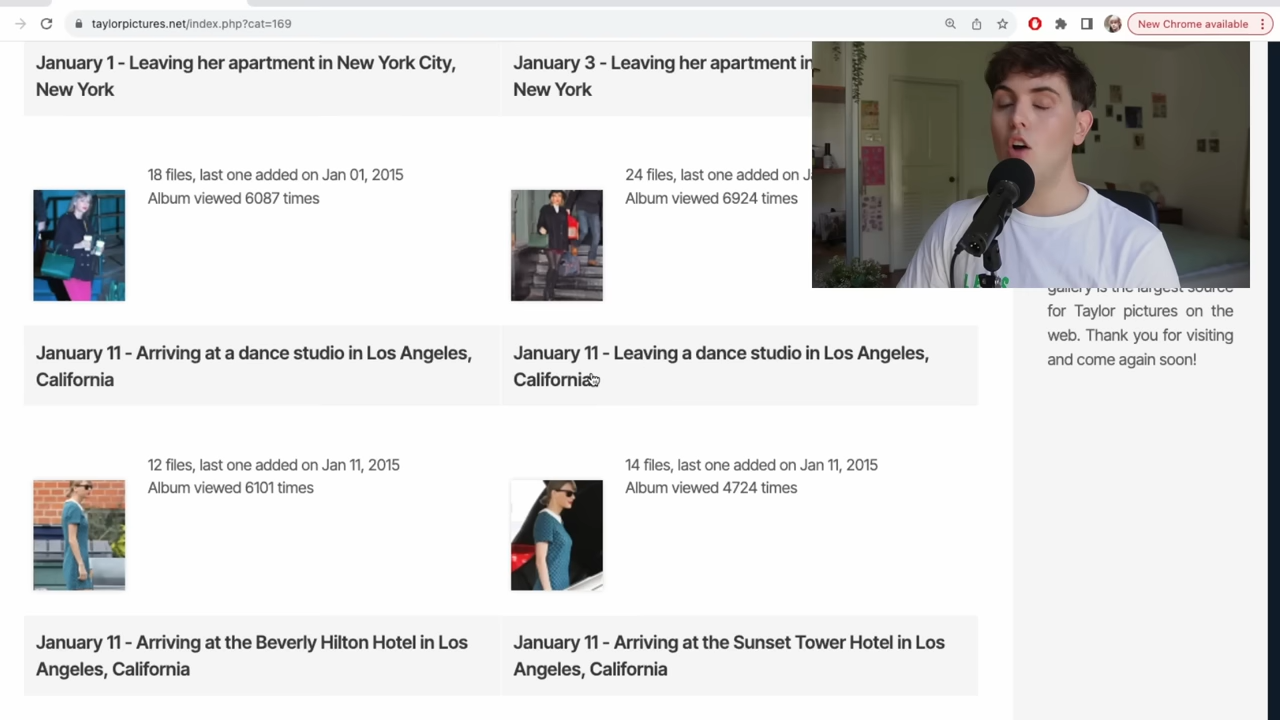 taylorpictures.net/index.php?cat=169
New Chrome available
January 1 - Leaving her apartment in New York City,
New York
January 3 - Leaving her apartment in
New York
18 files, last one added on Jan 01, 2015
Album viewed 6087 times
24 files, last one added on
Album viewed 6924 times
gallery is the largest source
for Taylor pictures on the
web. Thank you for visiting
and come again soon!
January 11 - Arriving at a dance studio in Los Angeles,
California
January 11 - Leaving a dance studio in Los Angeles,
California
12 files, last one added on Jan 11, 2015
Album viewed 6101 times
14 files, last one added on Jan 11, 2015
Album viewed 4724 times
January 11 - Arriving at the Beverly Hilton Hotel in Los
Angeles, California
January 11 - Arriving at the Sunset Tower Hotel in Los
Angeles, California